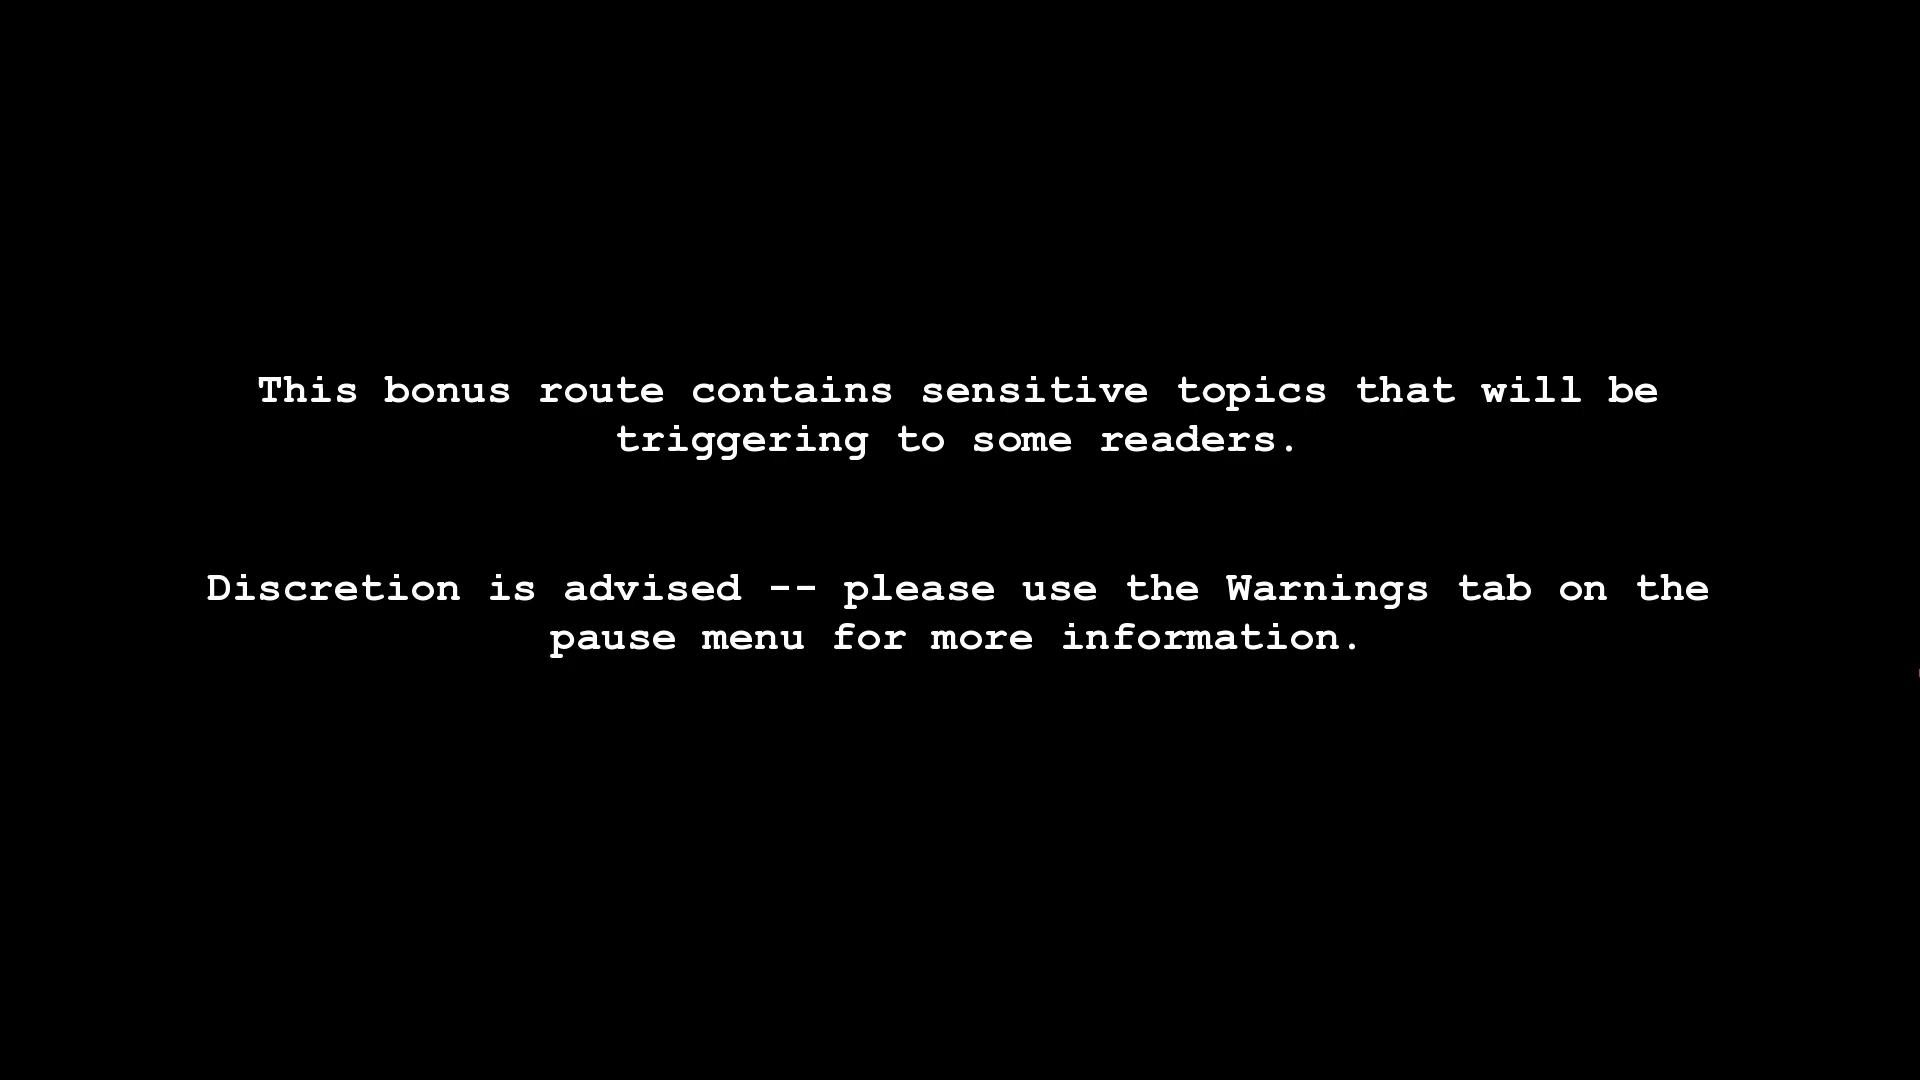 This bonus route contains sensitive topics that will be
triggering to some readers.
Discretion is advised -- please use the Warnings tab on the
pause menu for more information.